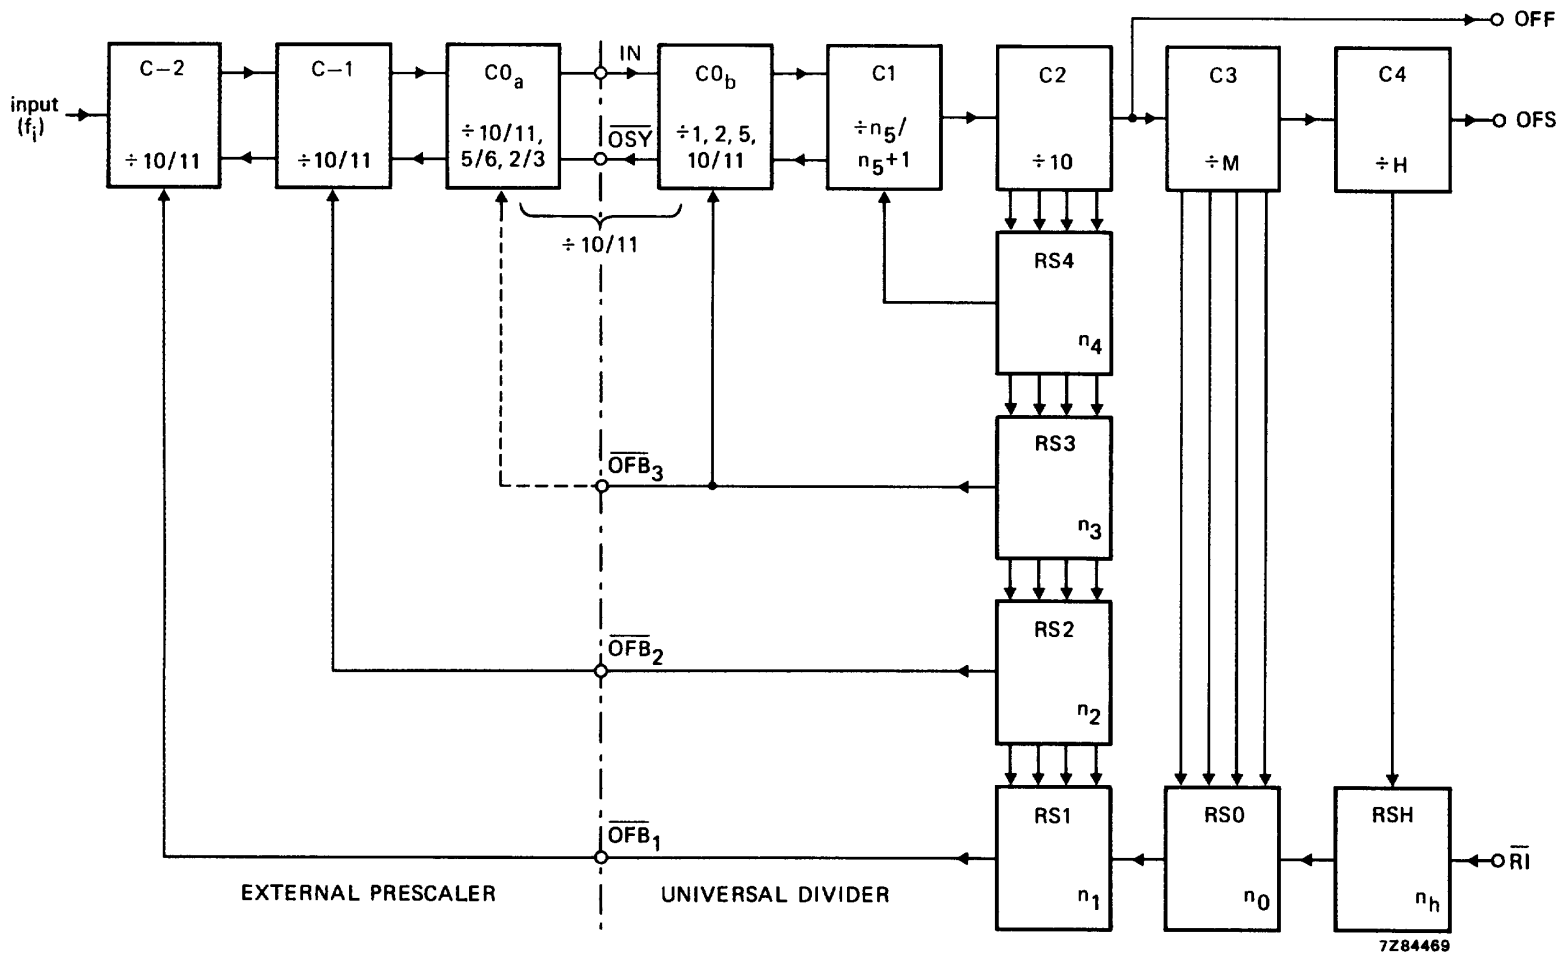 OFF
IN
C–2
C–1
C0a
C0b
C1
C2
C3
C4
input
(fi)
OSY
OFS
÷10/11
÷10/11
÷10/11,
5/6, 2/3
÷1, 2, 5,
10/11
÷n5/
n5+1
÷10
÷M
÷H
÷10/11
RS4
n4
RS3
OFB3
n3
RS2
OFB2
n2
RS1
RS0
RSH
OFB1
RI
n1
n0
nh
EXTERNAL PRESCALER
UNIVERSAL DIVIDER
7Z84469